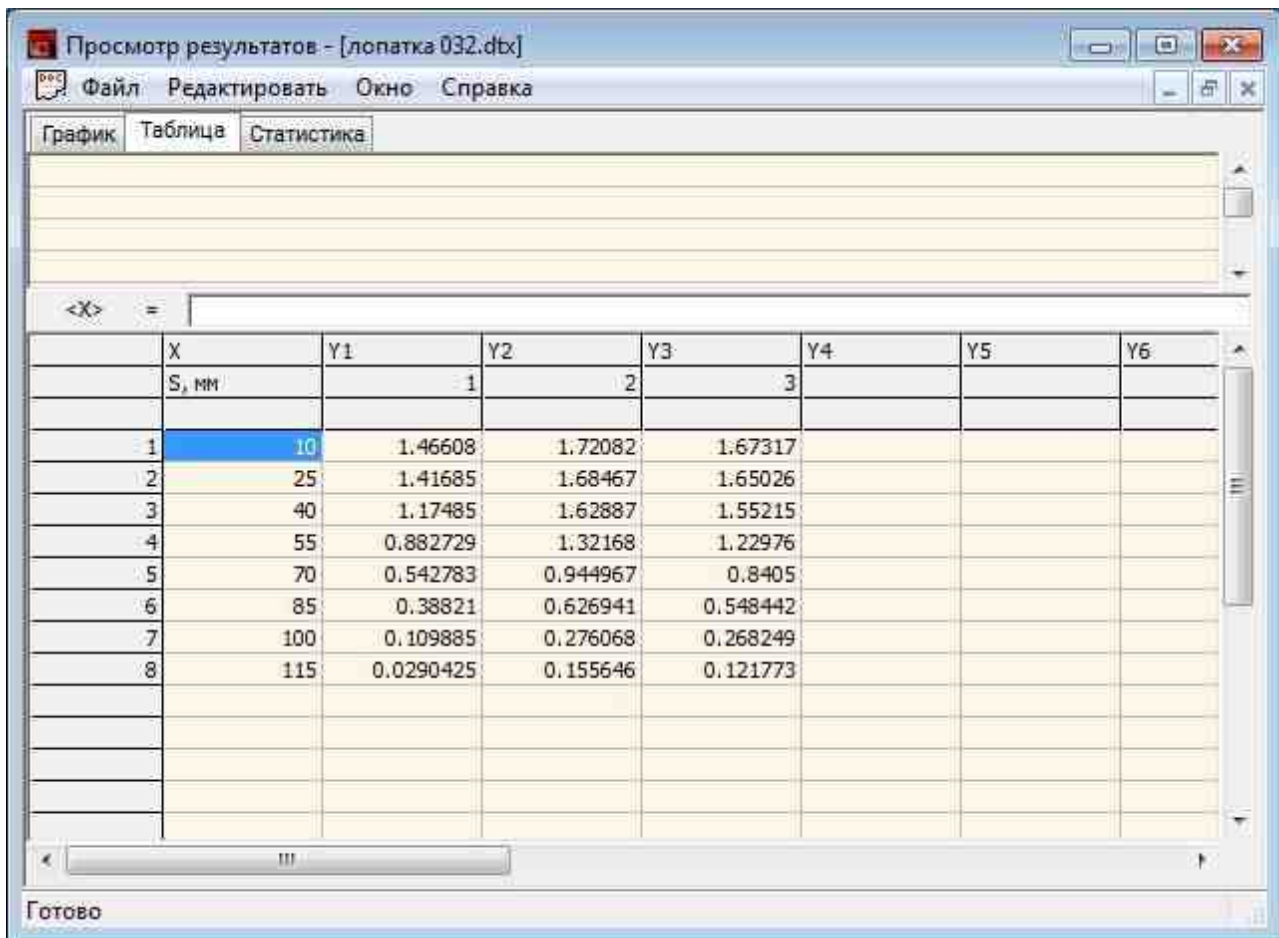 Просмотр результатов - [лопатка 032.dtx]
DOC Файл Редактировать Окно Справка
График Таблица Статистика
<X> =
X Y1 Y2 Y3 Y4 Y5 Y6
S, мм 1 2 3
1 10 1.46608 1.72082 1.67317
2 25 1.41685 1.68467 1.65026
3 40 1.17485 1.62887 1.55215
4 55 0.882729 1.32168 1.22976
5 70 0.542783 0.944967 0.8405
6 85 0.38821 0.626941 0.548442
7 100 0.109885 0.276068 0.268249
8 115 0.0290425 0.155646 0.121773
Готово